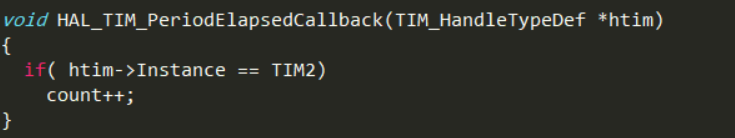 void HAL_TIM_PeriodElapsedCallback(TIM_HandleTypeDef *htim)
{
  if( htim->Instance == TIM2)
    count++;
}